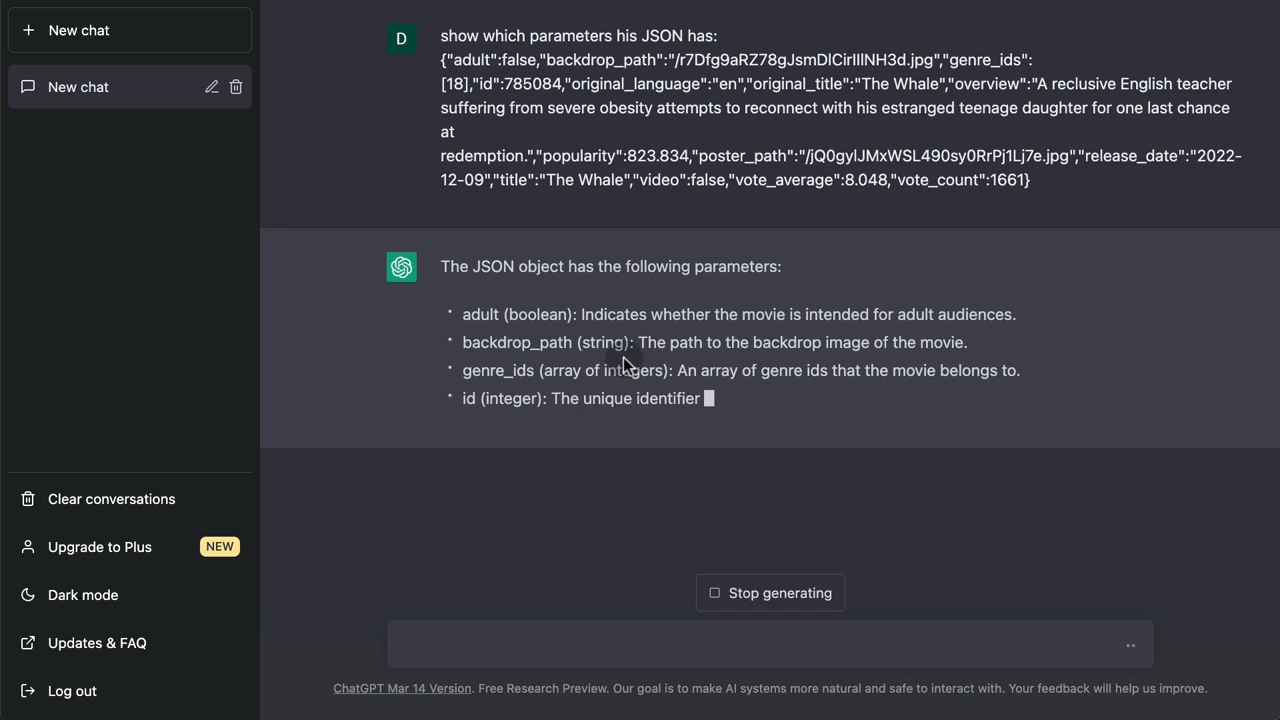 New chat
New chat
Clear conversations
Upgrade to Plus
NEW
Dark mode
Updates & FAQ
Log out
D
show which parameters his JSON has:
{"adult":false,"backdrop_path":"/r7Dfg9aRZ78gJsmDlCirIlINH3d.jpg","genre_ids":
[18],"id":785084,"original_language":"en","original_title":"The Whale","overview":"A reclusive English teacher
suffering from severe obesity attempts to reconnect with his estranged teenage daughter for one last chance
at
redemption.","popularity":823.834,"poster_path":"/jQ0gylJMxWSL490sy0RrPj1Lj7e.jpg","release_date":"2022-
12-09","title":"The Whale","video":false,"vote_average":8.048,"vote_count":1661}
The JSON object has the following parameters:
• adult (boolean): Indicates whether the movie is intended for adult audiences.
• backdrop_path (string): The path to the backdrop image of the movie.
• genre_ids (array of integers): An array of genre ids that the movie belongs to.
• id (integer): The unique identifier
Stop generating
ChatGPT Mar 14 Version. Free Research Preview. Our goal is to make AI systems more natural and safe to interact with. Your feedback will help us improve.